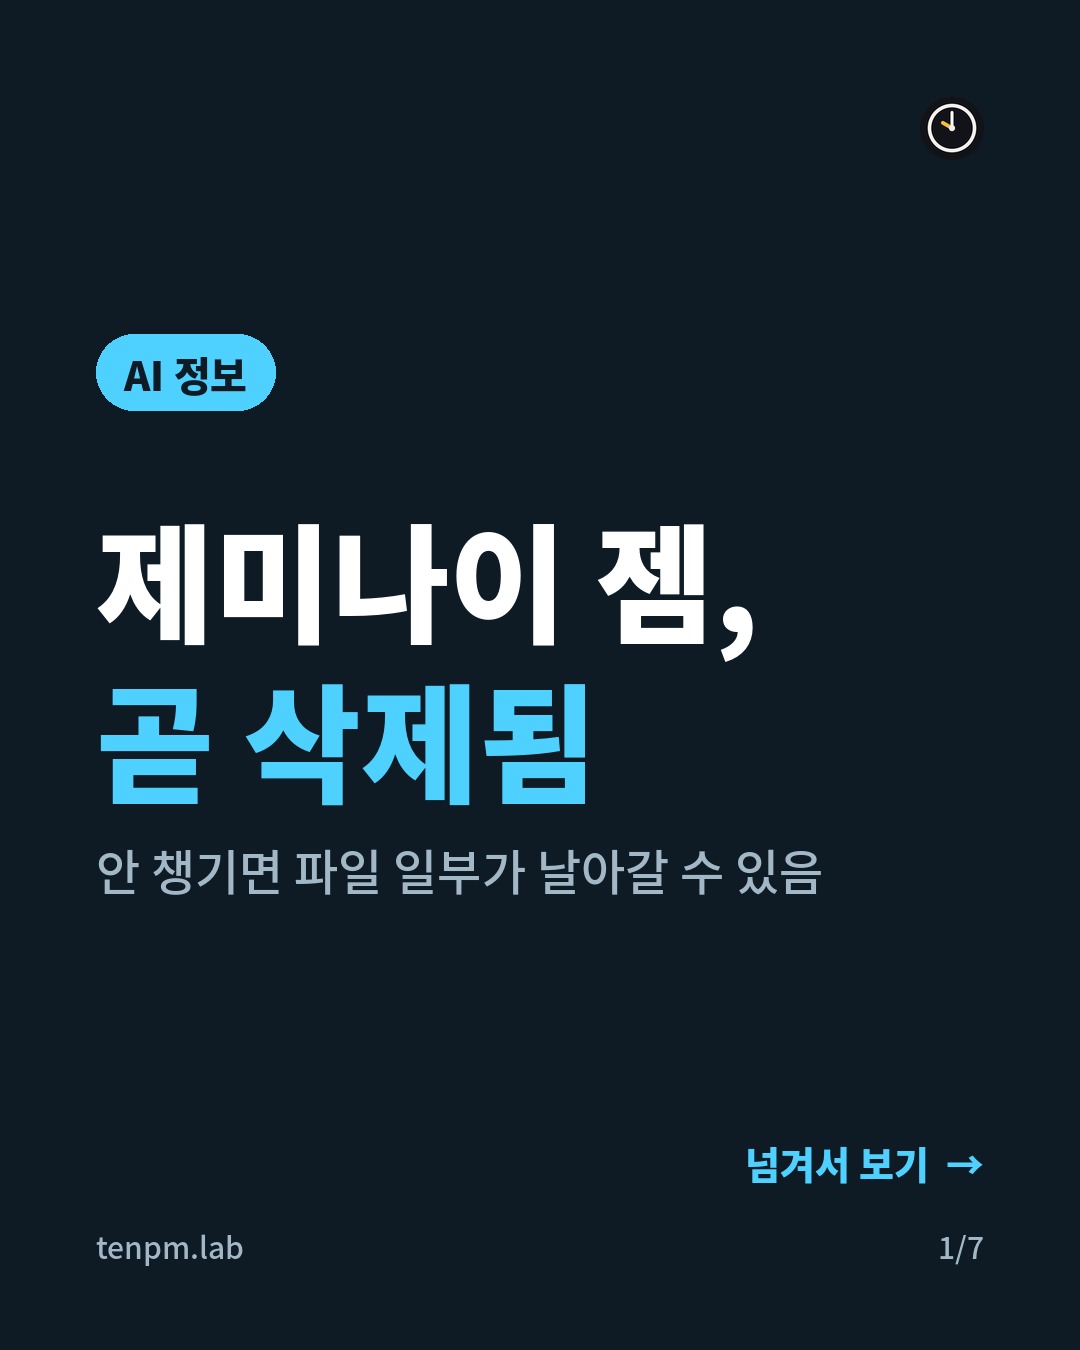 AI 정보
제미나이 젬,
곧 삭제됨
안 챙기면 파일 일부가 날아갈 수 있음
넘겨서 보기 →
tenpm.lab
1/7